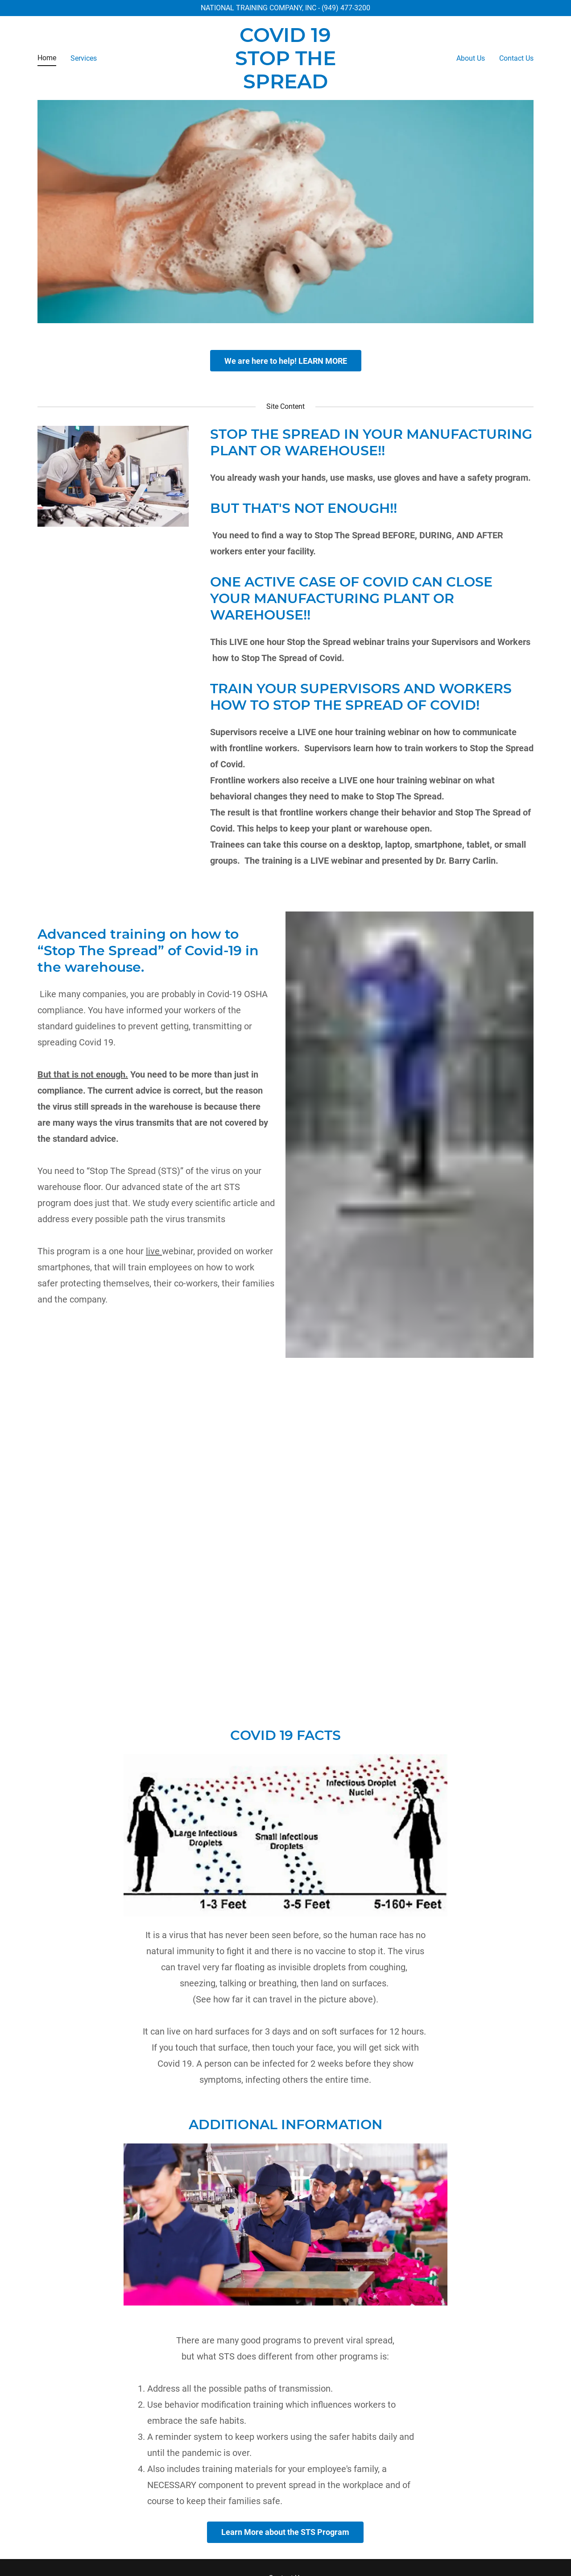 NATIONAL TRAINING COMPANY, INC - (949) 477-3200
Home
Services
COVID 19
STOP THE
SPREAD
About Us
Contact Us
We are here to help! LEARN MORE
Site Content
STOP THE SPREAD IN YOUR MANUFACTURING
PLANT OR WAREHOUSE!!
You already wash your hands, use masks, use gloves and have a safety program.
BUT THAT'S NOT ENOUGH!!
You need to find a way to Stop The Spread BEFORE, DURING, AND AFTER
workers enter your facility.
ONE ACTIVE CASE OF COVID CAN CLOSE
YOUR MANUFACTURING PLANT OR
WAREHOUSE!!
This LIVE one hour Stop the Spread webinar trains your Supervisors and Workers
how to Stop The Spread of Covid.
TRAIN YOUR SUPERVISORS AND WORKERS
HOW TO STOP THE SPREAD OF COVID!
Supervisors receive a LIVE one hour training webinar on how to communicate
with frontline workers.  Supervisors learn how to train workers to Stop the Spread
of Covid.
Frontline workers also receive a LIVE one hour training webinar on what
behavioral changes they need to make to Stop The Spread.
The result is that frontline workers change their behavior and Stop The Spread of
Covid. This helps to keep your plant or warehouse open.
Trainees can take this course on a desktop, laptop, smartphone, tablet, or small
groups.  The training is a LIVE webinar and presented by Dr. Barry Carlin.
Advanced training on how to
“Stop The Spread” of Covid-19 in
the warehouse.
Like many companies, you are probably in Covid-19 OSHA
compliance. You have informed your workers of the
standard guidelines to prevent getting, transmitting or
spreading Covid 19.
But that is not enough. You need to be more than just in
compliance. The current advice is correct, but the reason
the virus still spreads in the warehouse is because there
are many ways the virus transmits that are not covered by
the standard advice.
You need to “Stop The Spread (STS)” of the virus on your
warehouse floor. Our advanced state of the art STS
program does just that. We study every scientific article and
address every possible path the virus transmits
This program is a one hour live webinar, provided on worker
smartphones, that will train employees on how to work
safer protecting themselves, their co-workers, their families
and the company.
COVID 19 FACTS
Infectious Droplet
Nuclei
Large Infectious
Droplets
Small Infectious
Droplets
1-3 Feet
3-5 Feet
5-160+ Feet
It is a virus that has never been seen before, so the human race has no
natural immunity to fight it and there is no vaccine to stop it. The virus
can travel very far floating as invisible droplets from coughing,
sneezing, talking or breathing, then land on surfaces.
(See how far it can travel in the picture above).
It can live on hard surfaces for 3 days and on soft surfaces for 12 hours.
If you touch that surface, then touch your face, you will get sick with
Covid 19. A person can be infected for 2 weeks before they show
symptoms, infecting others the entire time.
ADDITIONAL INFORMATION
There are many good programs to prevent viral spread,
but what STS does different from other programs is:
1. Address all the possible paths of transmission.
2. Use behavior modification training which influences workers to
embrace the safe habits.
3. A reminder system to keep workers using the safer habits daily and
until the pandemic is over.
4. Also includes training materials for your employee's family, a
NECESSARY component to prevent spread in the workplace and of
course to keep their families safe.
Learn More about the STS Program